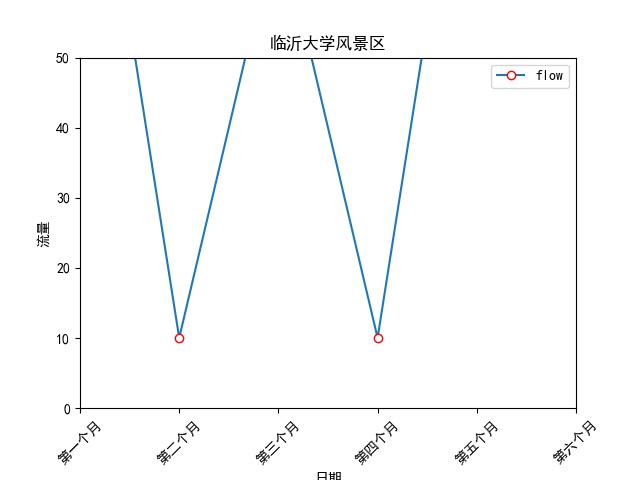 临沂大学风景区
flow
流量
50
40
30
20
10
0
第一个月 第二个月 第三个月 第四个月 第五个月 第六个月
日期